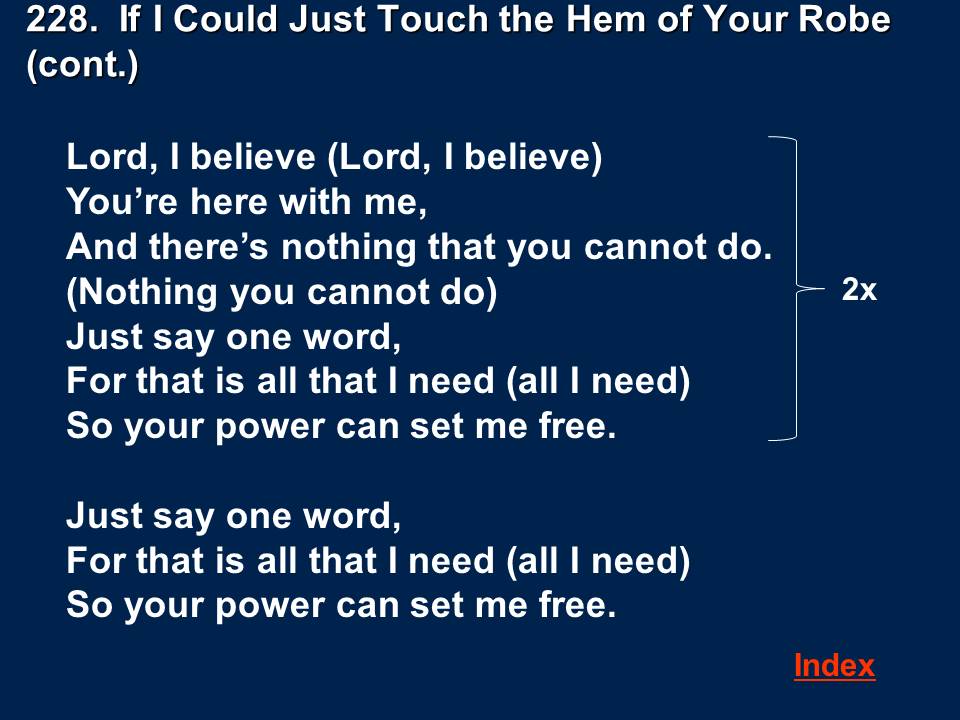 228.  If I Could Just Touch the Hem of Your Robe
(cont.)
Lord, I believe (Lord, I believe)
You’re here with me,
And there’s nothing that you cannot do.
(Nothing you cannot do)
Just say one word,
For that is all that I need (all I need)
So your power can set me free.
2x
Just say one word,
For that is all that I need (all I need)
So your power can set me free.
Index